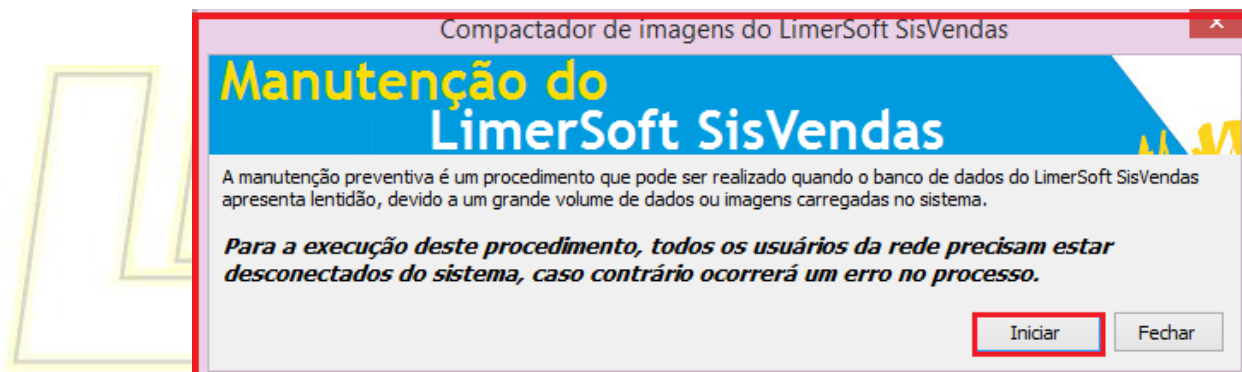 Compactador de imagens do LimerSoft SisVendas
x
Manutenção do
LimerSoft SisVendas
A manutenção preventiva é um procedimento que pode ser realizado quando o banco de dados do LimerSoft SisVendas
apresenta lentidão, devido a um grande volume de dados ou imagens carregadas no sistema.
Para a execução deste procedimento, todos os usuários da rede precisam estar
desconectados do sistema, caso contrário ocorrerá um erro no processo.
Iniciar Fechar